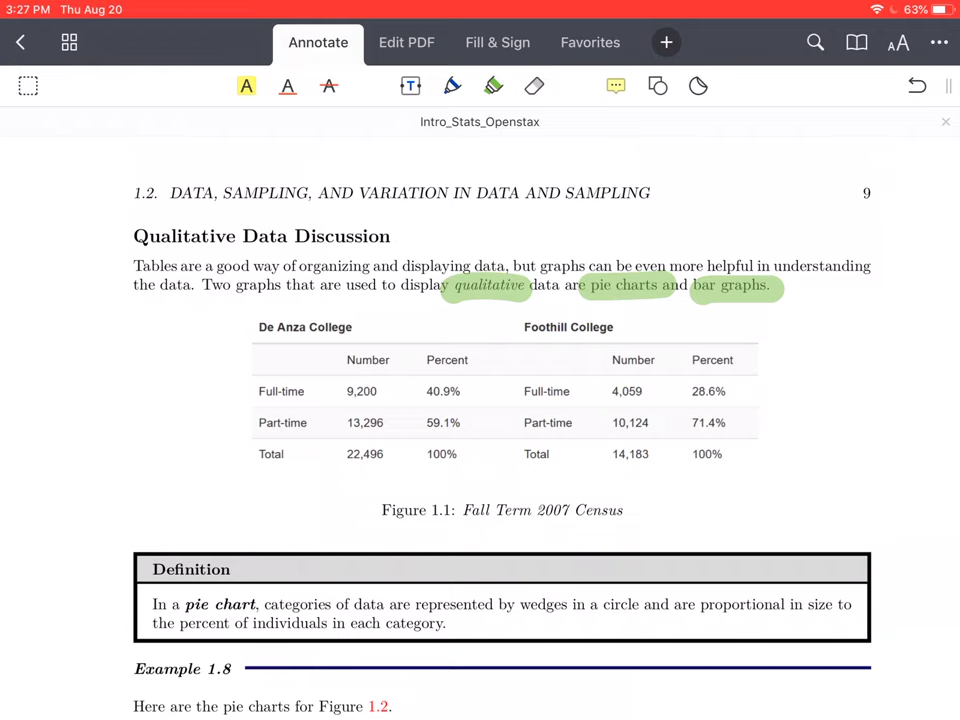 3:27 PM Thu Aug 20 63%
Annotate Edit PDF Fill & Sign Favorites + AA
A A A T
Intro_Stats_Openstax
1.2. DATA, SAMPLING, AND VARIATION IN DATA AND SAMPLING 9
Qualitative Data Discussion
Tables are a good way of organizing and displaying data, but graphs can be even more helpful in understanding
the data. Two graphs that are used to display qualitative data are pie charts and bar graphs.
De Anza College Foothill College
Number Percent Number Percent
Full-time 9,200 40.9% Full-time 4,059 28.6%
Part-time 13,296 59.1% Part-time 10,124 71.4%
Total 22,496 100% Total 14,183 100%
Figure 1.1: Fall Term 2007 Census
Definition
In a pie chart, categories of data are represented by wedges in a circle and are proportional in size to
the percent of individuals in each category.
Example 1.8
Here are the pie charts for Figure 1.2.